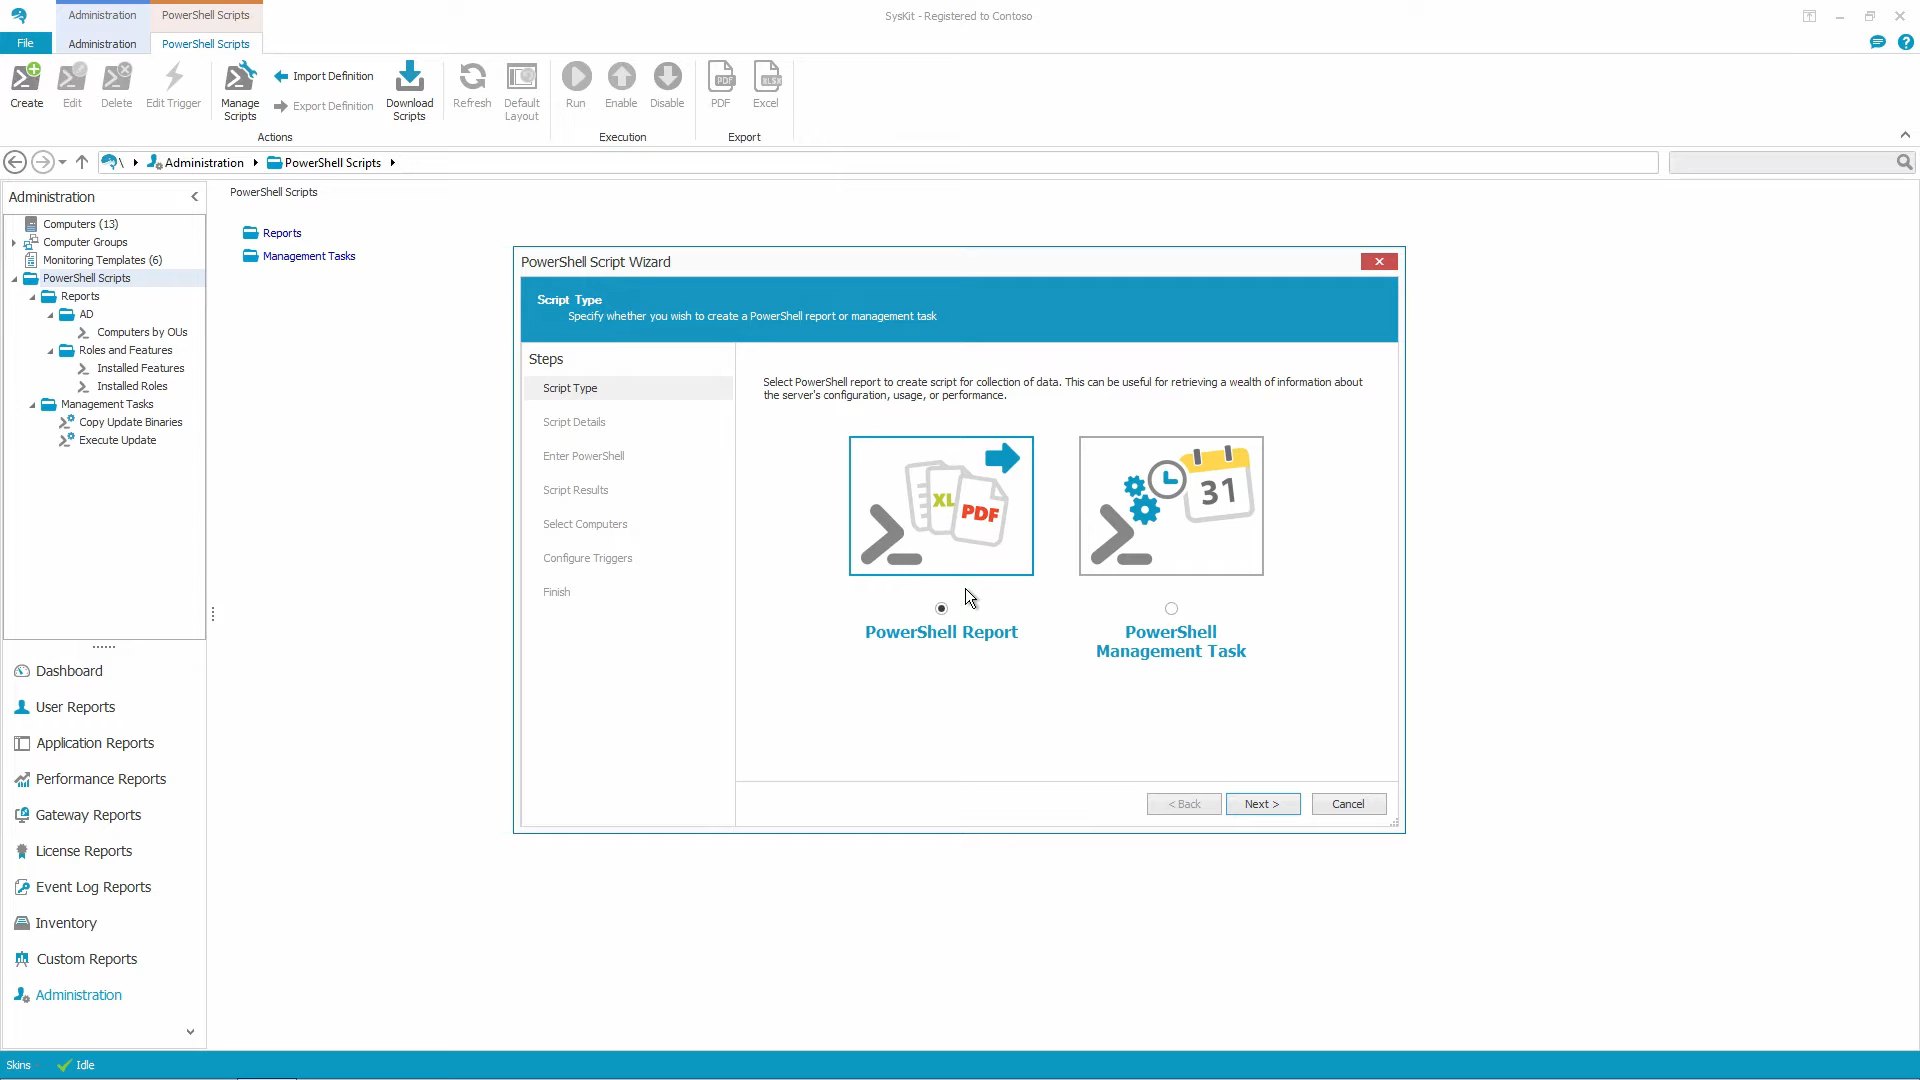 Administration
PowerShell Scripts
SysKit - Registered to Contoso
File
Administration
PowerShell Scripts
Create
Edit
Delete
Edit Trigger
Manage
Scripts
Import Definition
Export Definition
Download
Scripts
Refresh
Default
Layout
Run
Enable
Disable
PDF
PDF
XLSX
Excel
Actions
Execution
Export
\ Administration PowerShell Scripts
Administration
Computers (13)
Computer Groups
Monitoring Templates (6)
PowerShell Scripts
Reports
AD
Computers by OUs
Roles and Features
Installed Features
Installed Roles
Management Tasks
Copy Update Binaries
Execute Update
Dashboard
User Reports
Application Reports
Performance Reports
Gateway Reports
License Reports
Event Log Reports
Inventory
Custom Reports
Administration
PowerShell Scripts
Reports
Management Tasks
PowerShell Script Wizard
Script Type
Specify whether you wish to create a PowerShell report or management task
Steps
Script Type
Script Details
Enter PowerShell
Script Results
Select Computers
Configure Triggers
Finish
Select PowerShell report to create script for collection of data. This can be useful for retrieving a wealth of information about
the server's configuration, usage, or performance.
XL
PDF
31
PowerShell Report
PowerShell
Management Task
< Back
Next >
Cancel
Skins
Idle